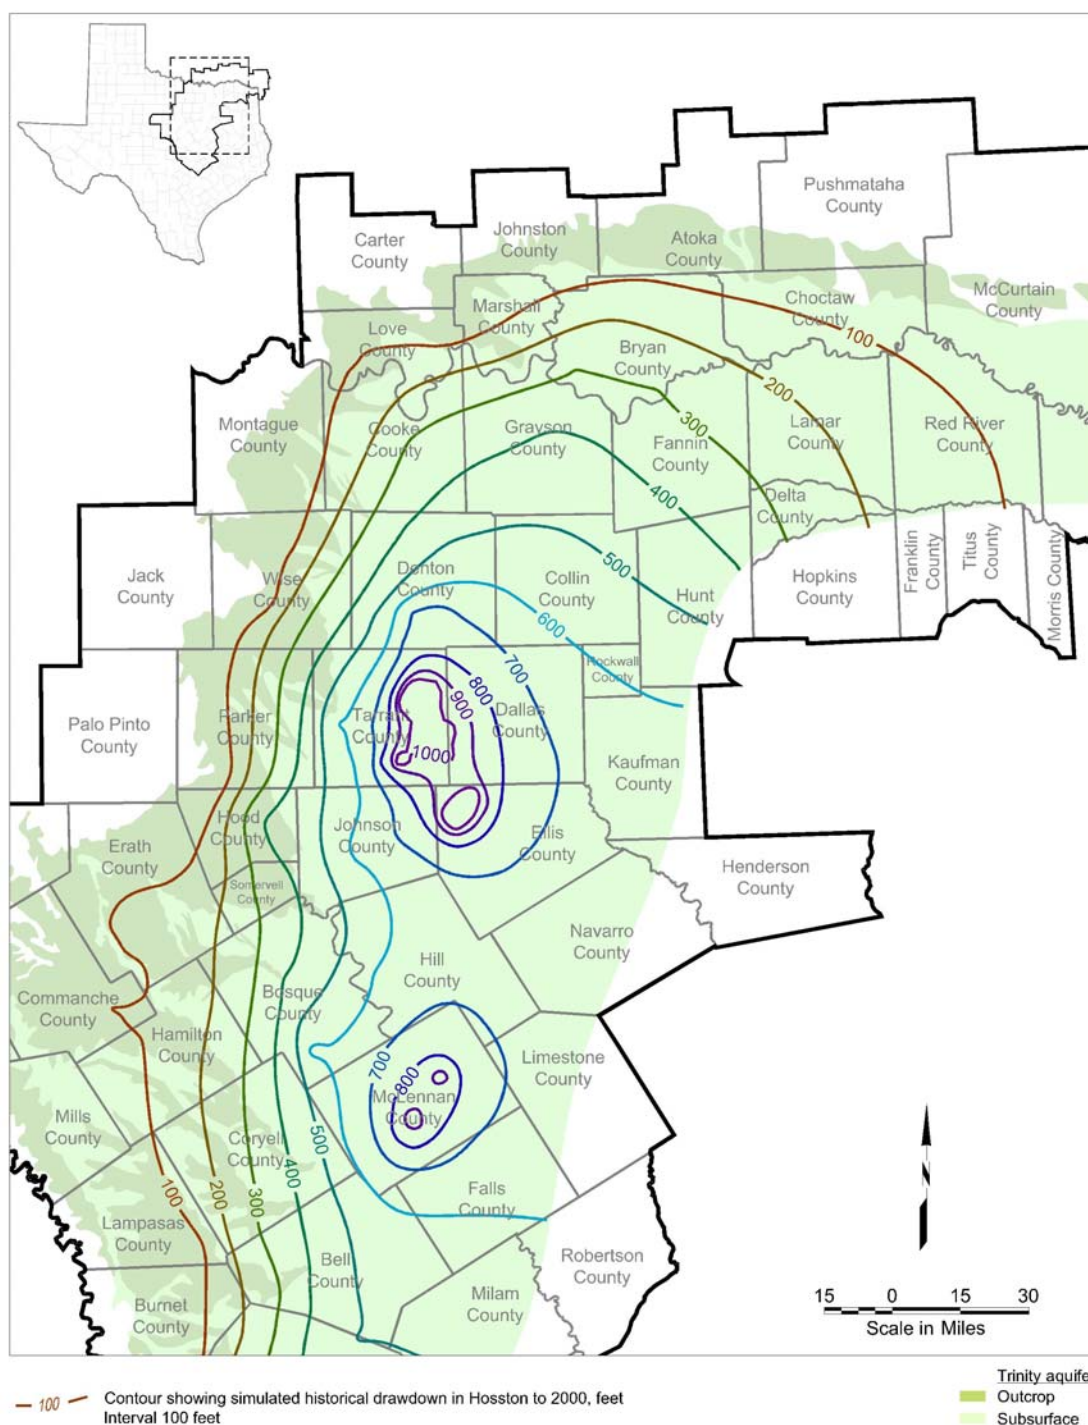 Pushmataha
County
Johnston
County
Atoka
County
Carter
County
McCurtain
County
Choctaw
County
Marshall
County
Love
County
100
Bryan
County
200
Montague
County
Cooke
County
Grayson
County
300
Fannin
County
Lamar
County
Red River
County
400
Delta
County
Jack
County
Wise
County
Denton
County
500
Collin
County
Hunt
County
Hopkins
County
Franklin
County
Titus
County
Morris County
600
Rockwall
County
700
Palo Pinto
County
Parker
County
Tarrant
County
800
900
Dallas
County
1000
Kaufman
County
Erath
County
Hood
County
Johnson
County
Ellis
County
Somervell
County
Henderson
County
Navarro
County
Hill
County
Commanche
County
Bosque
County
Hamilton
County
Limestone
County
700
800
McLennan
County
Mills
County
Coryell
County
500
400
300
200
100
Falls
County
Lampasas
County
Bell
County
Robertson
County
Milam
County
Burnet
County
N
15 0 15 30
Scale in Miles
100 Contour showing simulated historical drawdown in Hosston to 2000, feet
Interval 100 feet
Trinity aquife
Outcrop
Subsurface